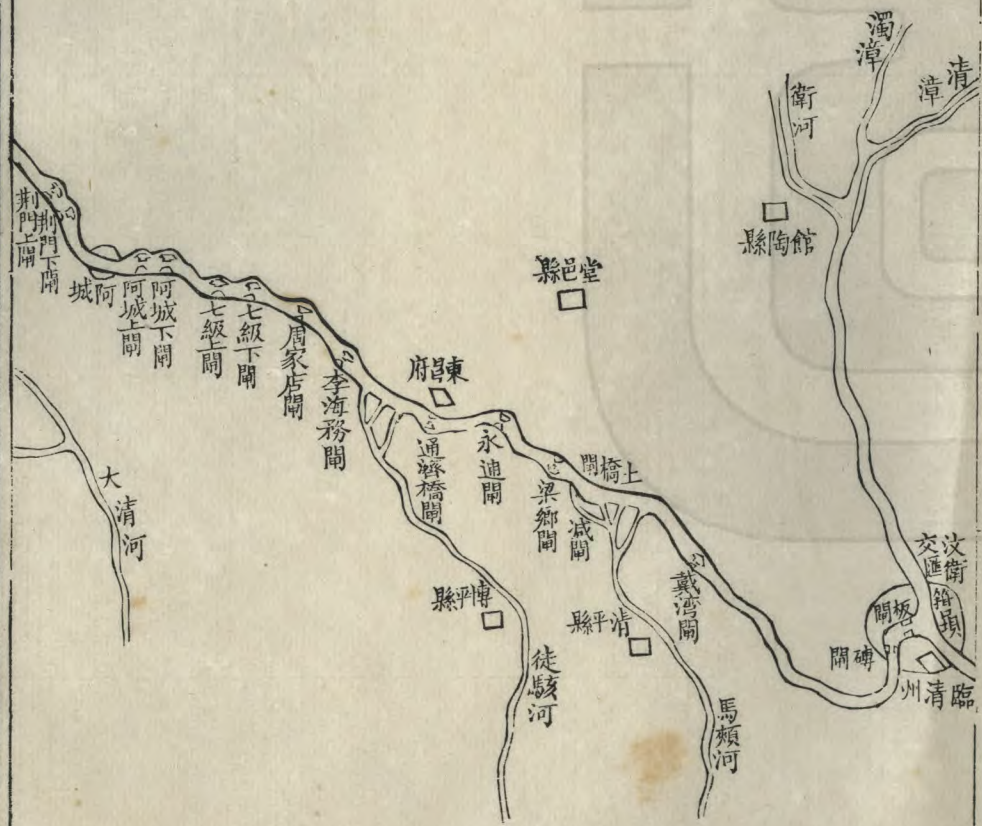 濁漳
清漳
衛河
館陶縣
堂邑縣
荆門上閘
荆門下閘
阿城
阿城上閘
阿城下閘
七級上閘
七級下閘
周家店閘
李海務閘
東昌府
通濟橋閘
永通閘
梁鄉閘
土橋閘
减閘
戴湾閘
汶衛交匯
板閘
磚閘
臨清州
大清河
博平縣
清平縣
徒駭河
馬頰河